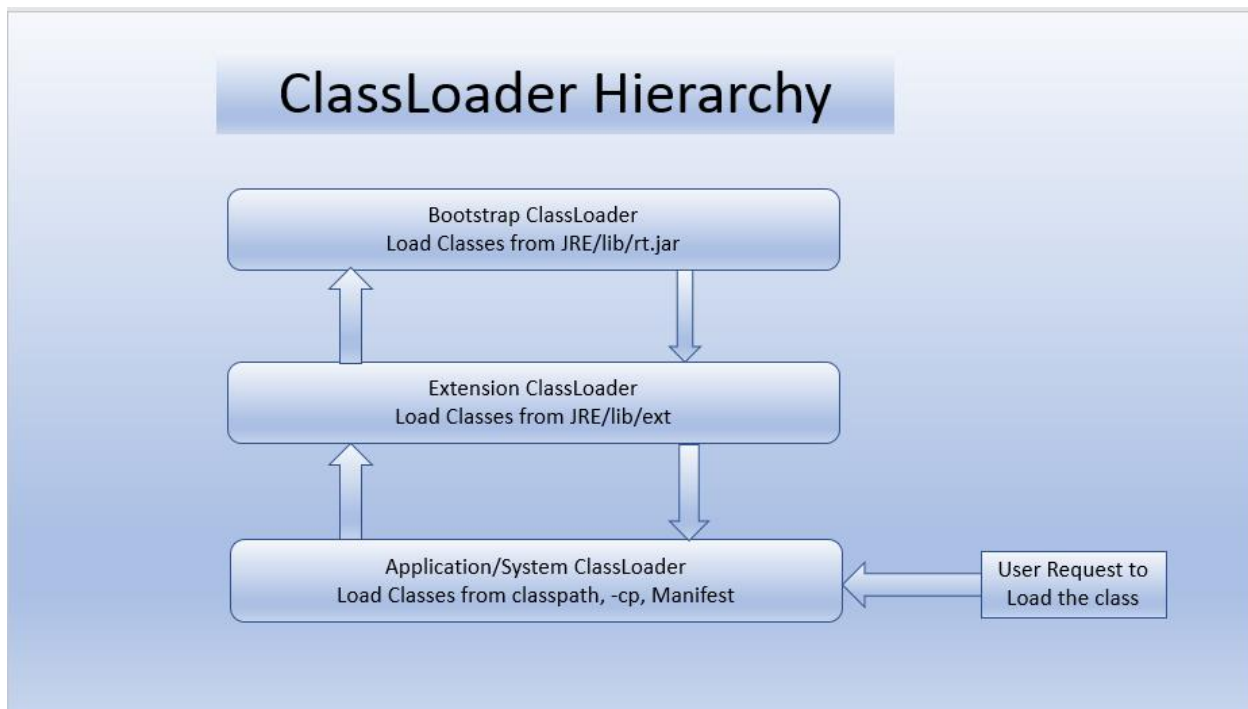 ClassLoader Hierarchy
Bootstrap ClassLoader
Load Classes from JRE/lib/rt.jar
Extension ClassLoader
Load Classes from JRE/lib/ext
Application/System ClassLoader
Load Classes from classpath, -cp, Manifest
User Request to
Load the class